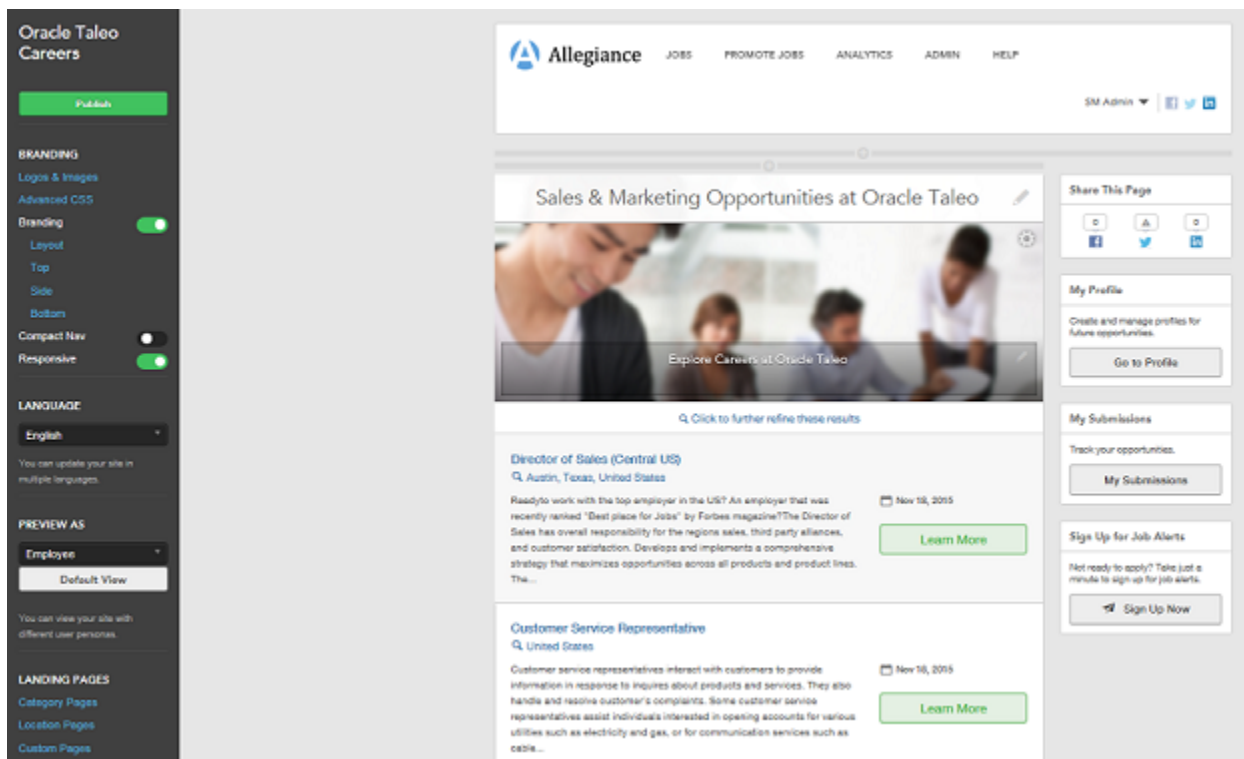 Oracle Taleo
Careers
Publish
BRANDING
Logos & Images
Advanced CSS
Branding
Layout
Top
Side
Bottom
Compact Nav
Responsive
LANGUAGE
English
You can update your site in
multiple languages.
PREVIEW AS
Employee
Default View
You can view your site with
different user personas.
LANDING PAGES
Category Pages
Location Pages
Custom Pages
Allegiance
JOBS
PROMOTE JOBS
ANALYTICS
ADMIN
HELP
SM Admin
Sales & Marketing Opportunities at Oracle Taleo
Explore Careers at Oracle Taleo
Click to further refine these results
Director of Sales (Central US)
Austin, Texas, United States
Readyto work with the top employer in the US? An employer that was
recently ranked "Best place for Jobs" by Forbes magazine?The Director of
Sales has overall responsibility for the regions sales, third party alliances,
and customer satisfaction. Develops and implements a comprehensive
strategy that maximizes opportunities across all products and product lines.
The...
Nov 18, 2015
Learn More
Customer Service Representative
United States
Customer service representatives interact with customers to provide
information in response to inquires about products and services. They also
handle and resolve customer's complaints. Some customer service
representatives assist individuals interested in opening accounts for various
utilities such as electricity and gas, or for communication services such as
cable...
Nov 18, 2015
Learn More
Share This Page
My Profile
Create and manage profiles for
future opportunities.
Go to Profile
My Submissions
Track your opportunities.
My Submissions
Sign Up for Job Alerts
Not ready to apply? Take just a
minute to sign up for job alerts.
Sign Up Now